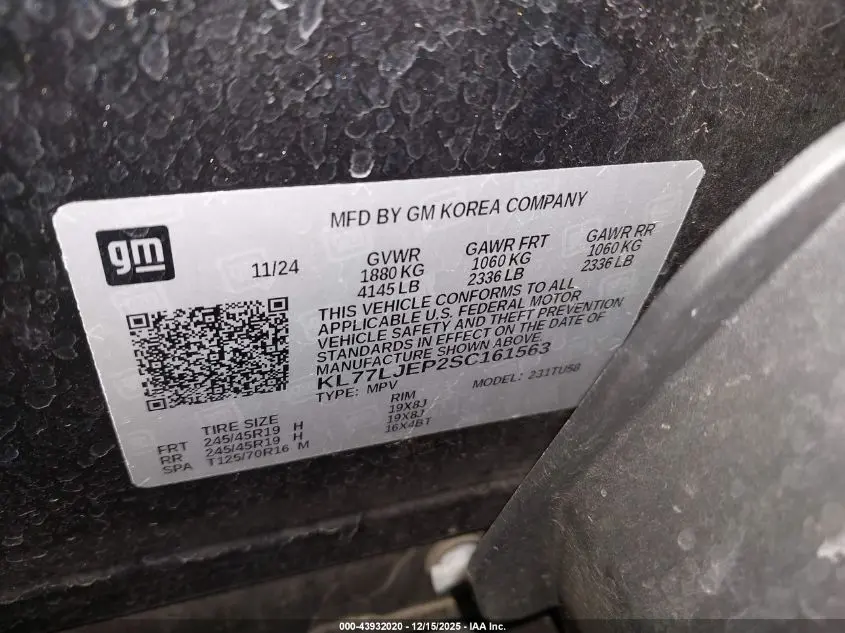 MFD BY GM KOREA COMPANY
gm
11/24
GVWR
1880 KG
4145 LB
GAWR FRT
1060 KG
2336 LB
GAWR RR
1060 KG
2336 LB
THIS VEHICLE CONFORMS TO ALL
APPLICABLE U.S. FEDERAL MOTOR
VEHICLE SAFETY AND THEFT PREVENTION
STANDARDS IN EFFECT ON THE DATE OF
MANUFACTURE SHOWN ABOVE.
KL77LJEP2SC161563
TYPE: MPV MODEL: 231TU58
TIRE SIZE RIM
FRT 245/45R19 H 19X8J
RR 245/45R19 H 19X8J
SPA T125/70R16 M 16X4BT
000-43932020 - 12/15/2025 - IAA Inc.